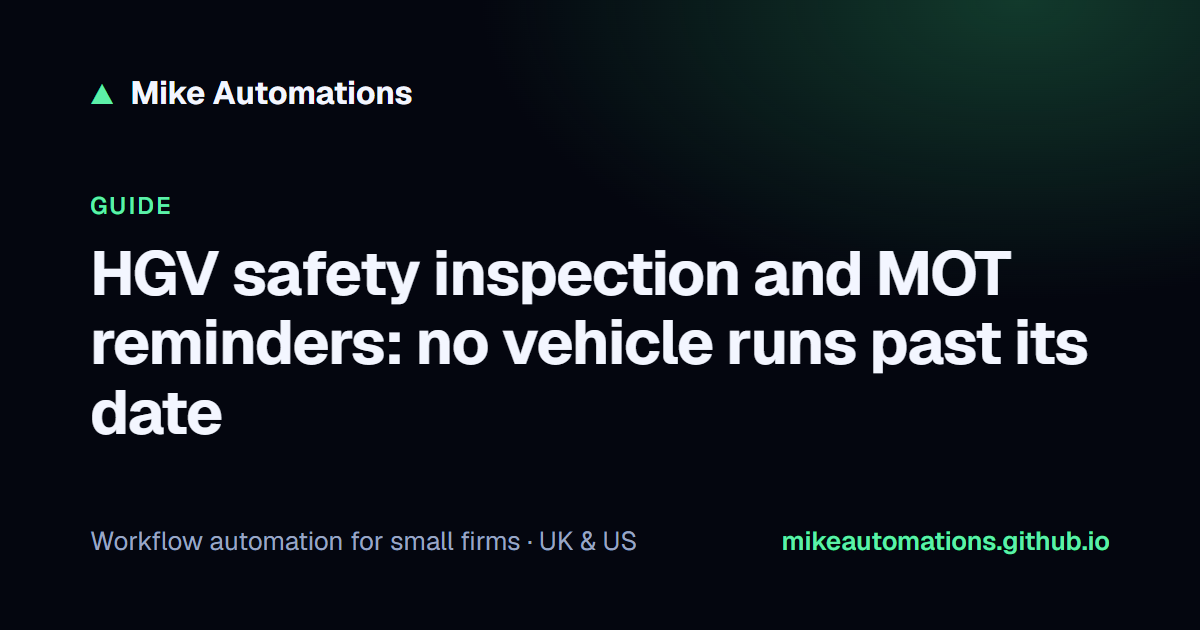 Mike Automations
GUIDE
HGV safety inspection and MOT
reminders: no vehicle runs past its
date
Workflow automation for small firms · UK & US
mikeautomations.github.io